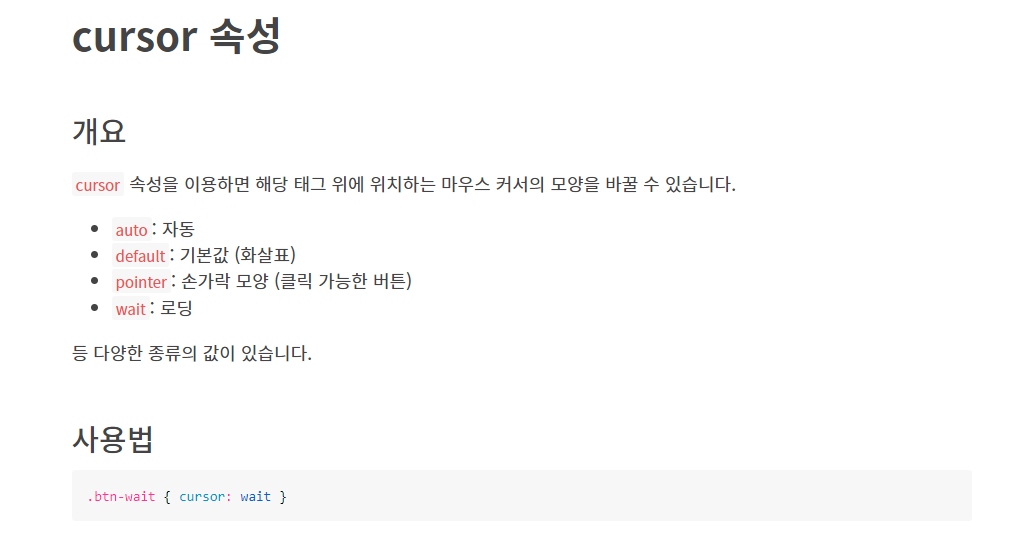 cursor 속성
개요
cursor 속성을 이용하면 해당 태그 위에 위치하는 마우스 커서의 모양을 바꿀 수 있습니다.
• auto : 자동
• default : 기본값 (화살표)
• pointer : 손가락 모양 (클릭 가능한 버튼)
• wait : 로딩
등 다양한 종류의 값이 있습니다.
사용법
.btn-wait { cursor: wait }